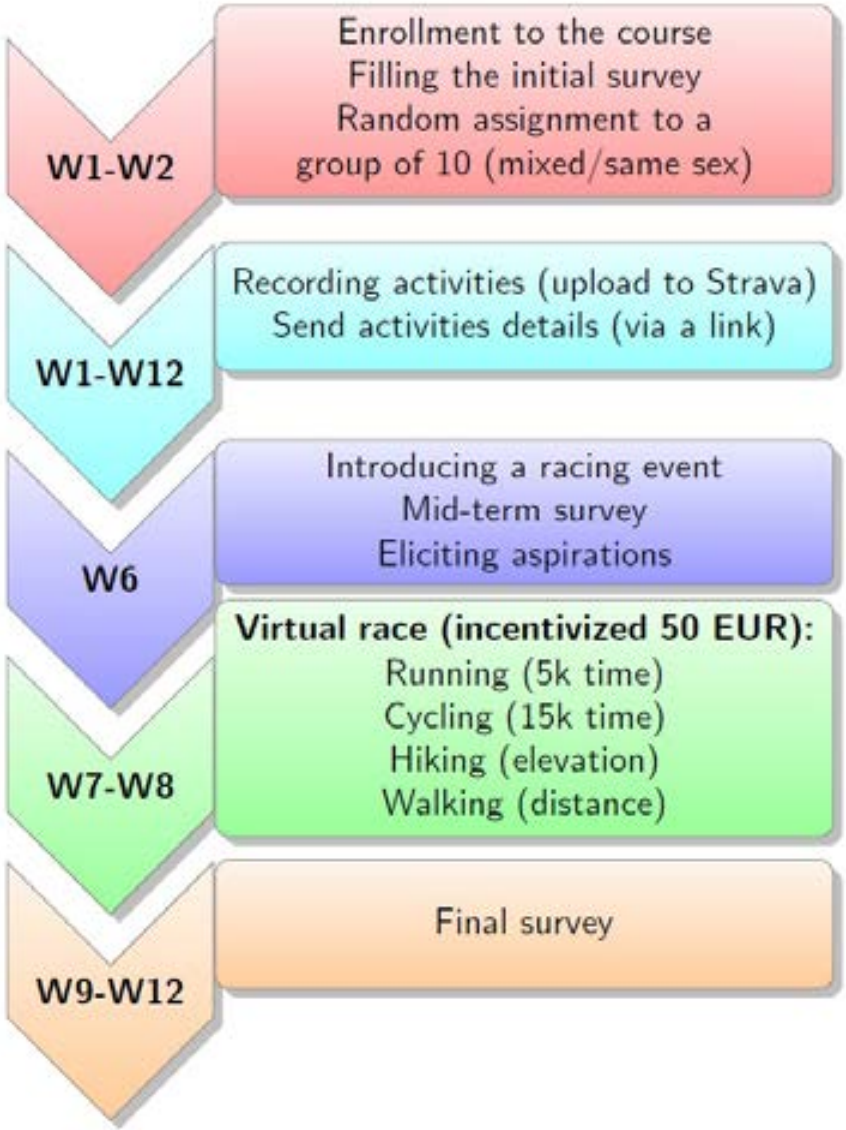 W1-W2
Enrollment to the course
Filling the initial survey
Random assignment to a
group of 10 (mixed/same sex)
W1-W12
Recording activities (upload to Strava)
Send activities details (via a link)
W6
Introducing a racing event
Mid-term survey
Eliciting aspirations
W7-W8
Virtual race (incentivized 50 EUR):
Running (5k time)
Cycling (15k time)
Hiking (elevation)
Walking (distance)
W9-W12
Final survey